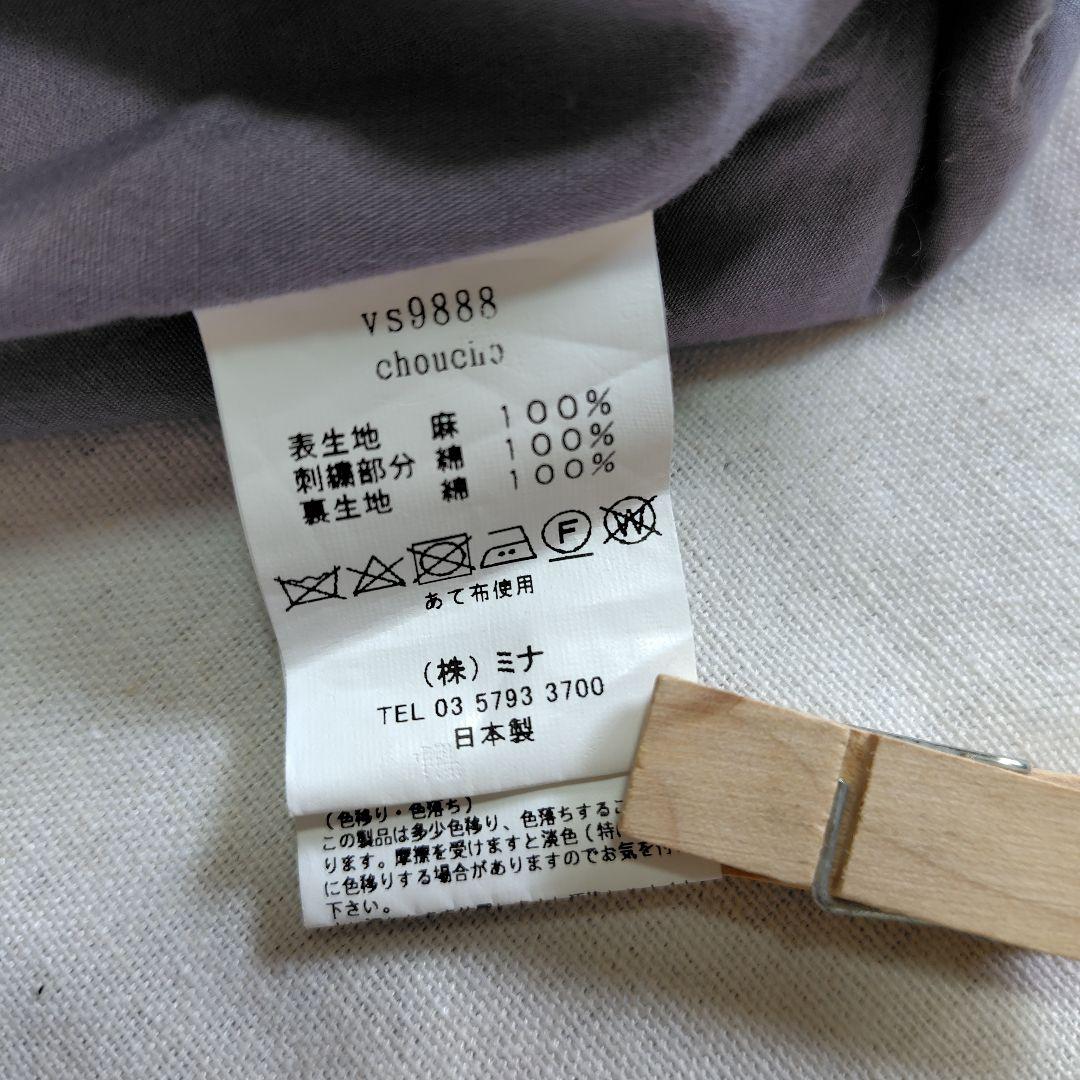 vs9888
choucho
表生地 麻 100%
刺繍部分 綿 100%
裏生地 綿 100%
F W
あて布使用
(株)ミナ
TEL 03 5793 3700
日本製
(色移り・色落ち)
この製品は多少色移り、色落ちするこ
ります。摩擦を受けますと淡色(特に
に色移りする場合がありますのでお気を付
下さい。